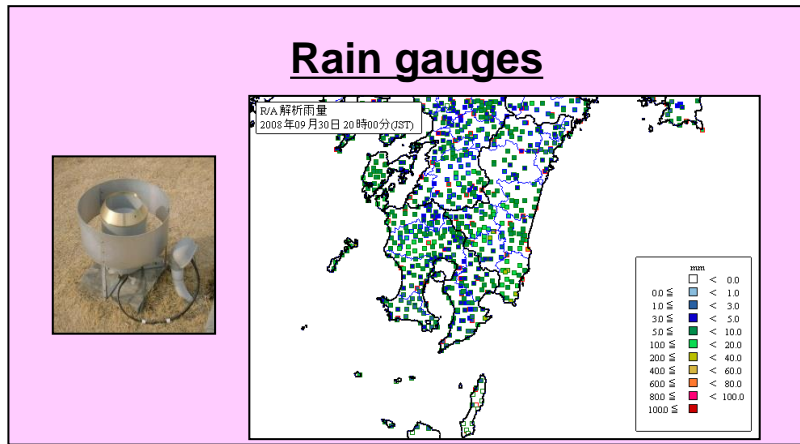 Rain gauges
R/A 解析雨量
2008年09月30日 20時00分(JST)
mm
< 0.0
0.0 ≦ < 1.0
1.0 ≦ < 3.0
3.0 ≦ < 5.0
5.0 ≦ < 10.0
10.0 ≦ < 20.0
20.0 ≦ < 40.0
40.0 ≦ < 60.0
60.0 ≦ < 80.0
80.0 ≦ < 100.0
100.0 ≦